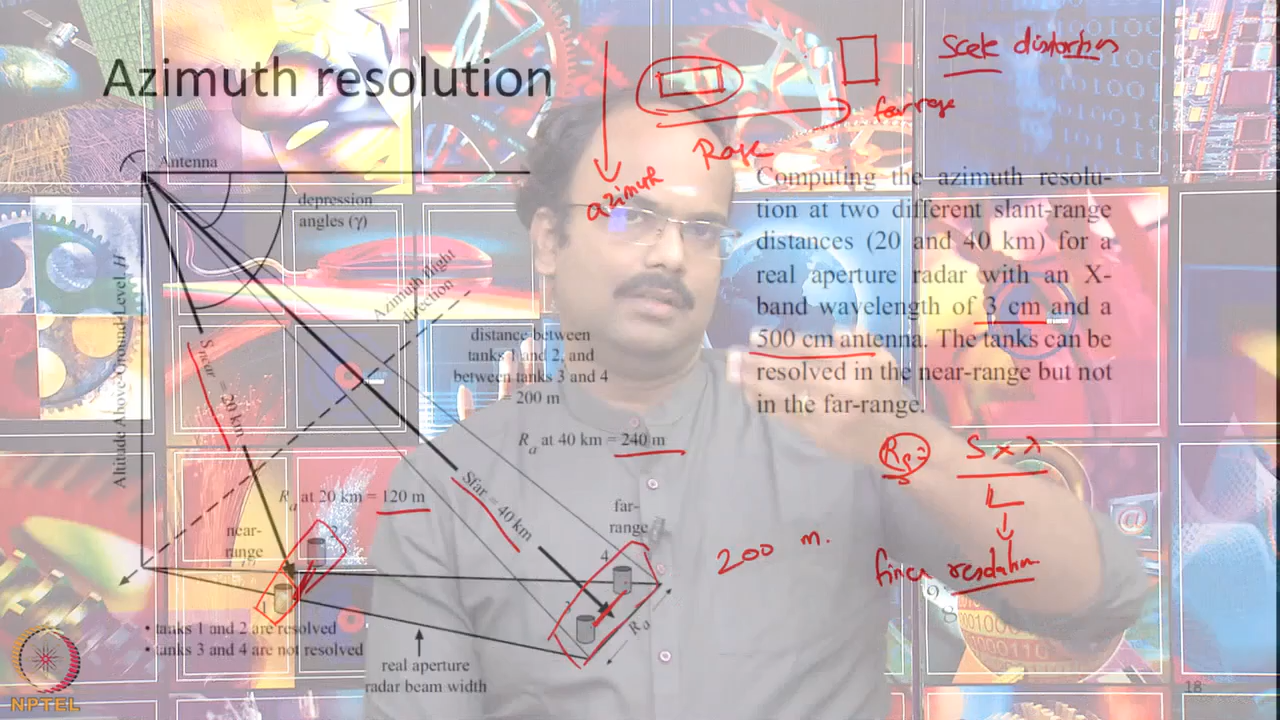 Azimuth resolution
scale distortion
far range
Range
azimuth
Antenna
depression
angles (γ)
Azimuth flight
direction
Altitude Above-Ground-Level, H
S near = 20 km
distance between
tanks 1 and 2, and
between tanks 3 and 4
= 200 m
R a at 40 km = 240 m
Sfar = 40 km
R a at 20 km = 120 m
near-
range
far-
range
4
R a
• tanks 1 and 2 are resolved
• tanks 3 and 4 are not resolved
real aperture
radar beam width
Computing the azimuth resolu-
tion at two different slant-range
distances (20 and 40 km) for a
real aperture radar with an X-
band wavelength of 3 cm and a
500 cm antenna. The tanks can be
resolved in the near-range but not
in the far-range.
S × λ
L
200 m.
finer resolution
NPTEL
18